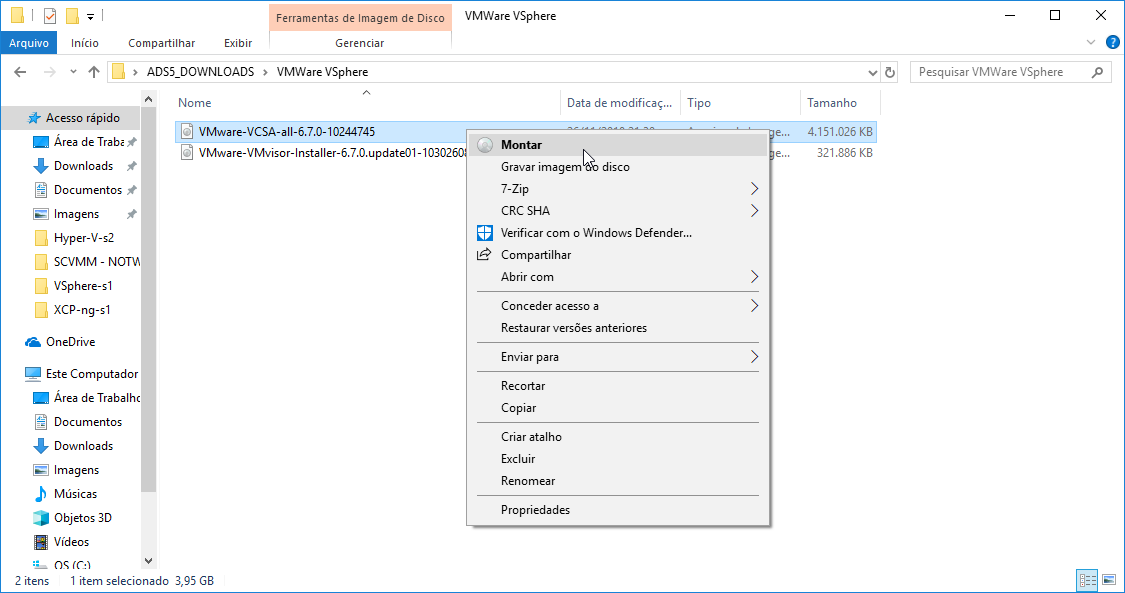 Ferramentas de Imagem de Disco
VMWare VSphere
Arquivo
Início
Compartilhar
Exibir
Gerenciar
ADS5_DOWNLOADS
VMWare VSphere
Pesquisar VMWare VSphere
Nome
Data de modificaç...
Tipo
Tamanho
VMware-VCSA-all-6.7.0-10244745
4.151.026 KB
VMware-VMvisor-Installer-6.7.0.update01-10302608
ge...
321.886 KB
Acesso rápido
Área de Traba
Downloads
Documentos
Imagens
Hyper-V-s2
SCVMM - NOTW
VSphere-s1
XCP-ng-s1
OneDrive
Este Computador
Área de Trabalho
Documentos
Downloads
Imagens
Músicas
Objetos 3D
Vídeos
OS (C:)
Montar
Gravar imagem do disco
7-Zip
CRC SHA
Verificar com o Windows Defender...
Compartilhar
Abrir com
Conceder acesso a
Restaurar versões anteriores
Enviar para
Recortar
Copiar
Criar atalho
Excluir
Renomear
Propriedades
2 itens
1 item selecionado 3,95 GB